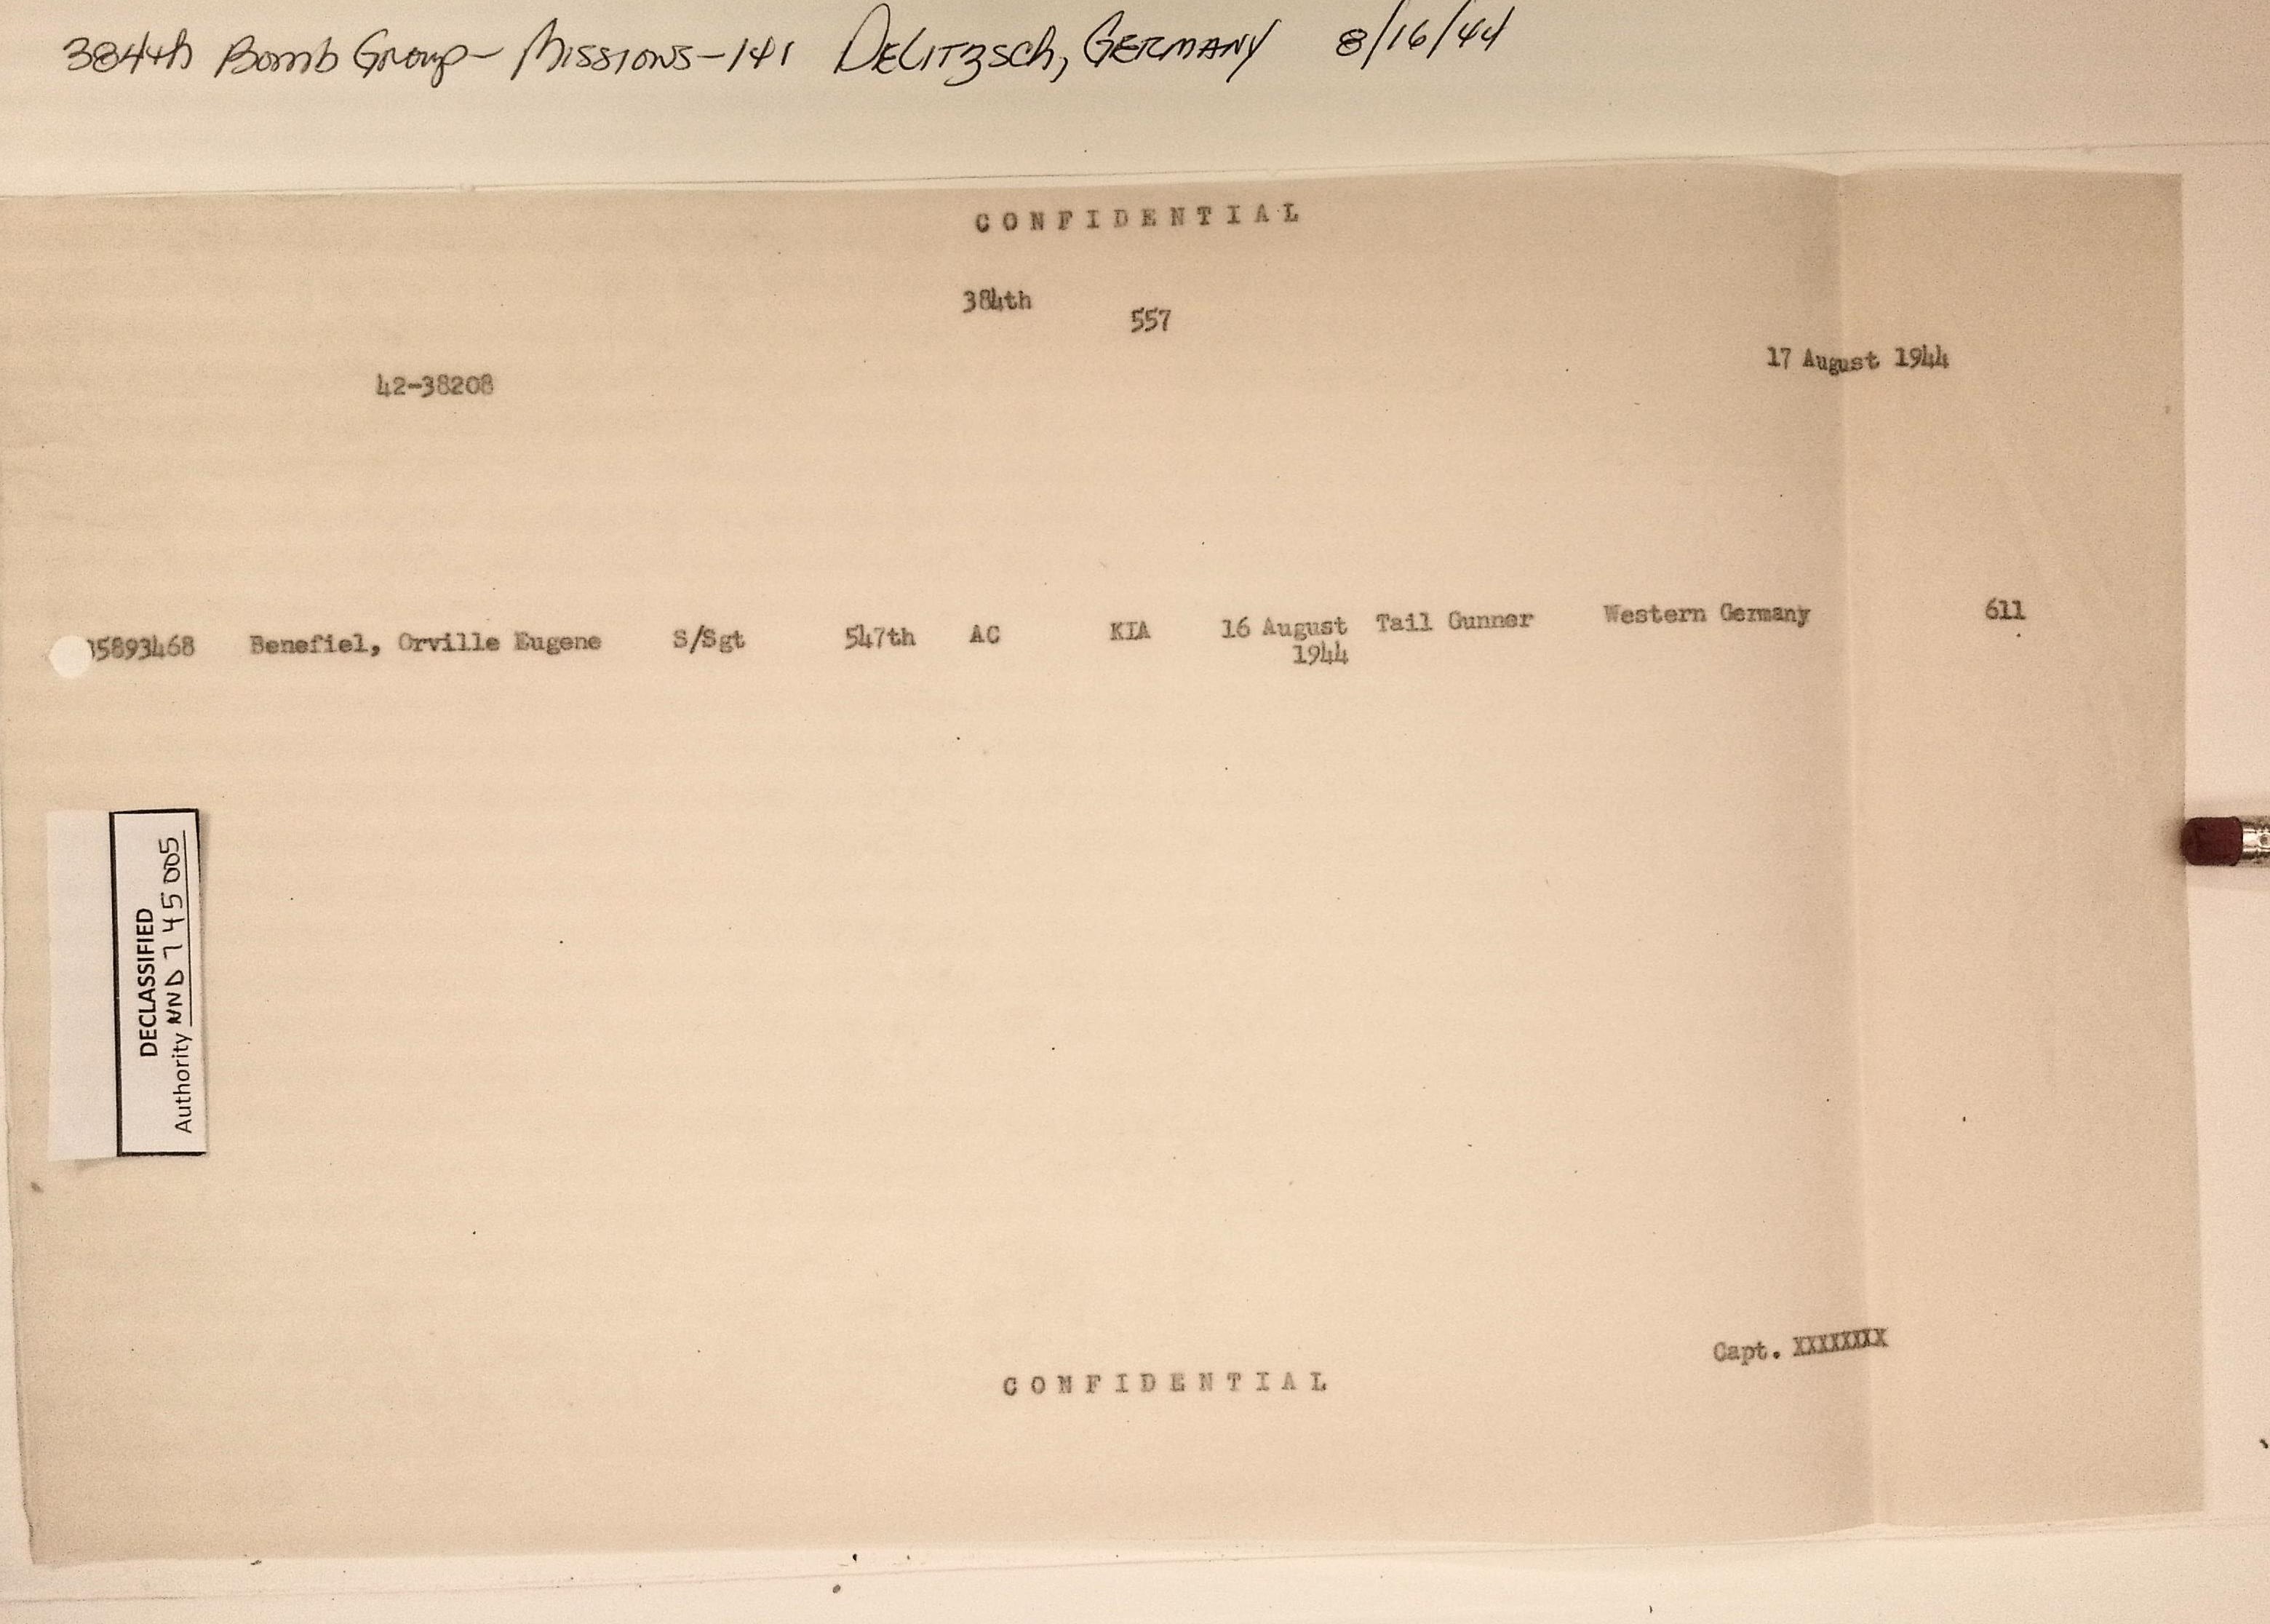 384th Bomb Group- Missions-141 Delitzsch, Germany 8/16/44
CONFIDENTIAL
384th
557
17 August 1944
42-38208
35893468 Benefiel, Orville Eugene S/Sgt 547th AC KIA 16 August 1944 Tail Gunner Western Germany 611
DECLASSIFIED
Authority NND 745005
Capt. XXXXXXXX
CONFIDENTIAL